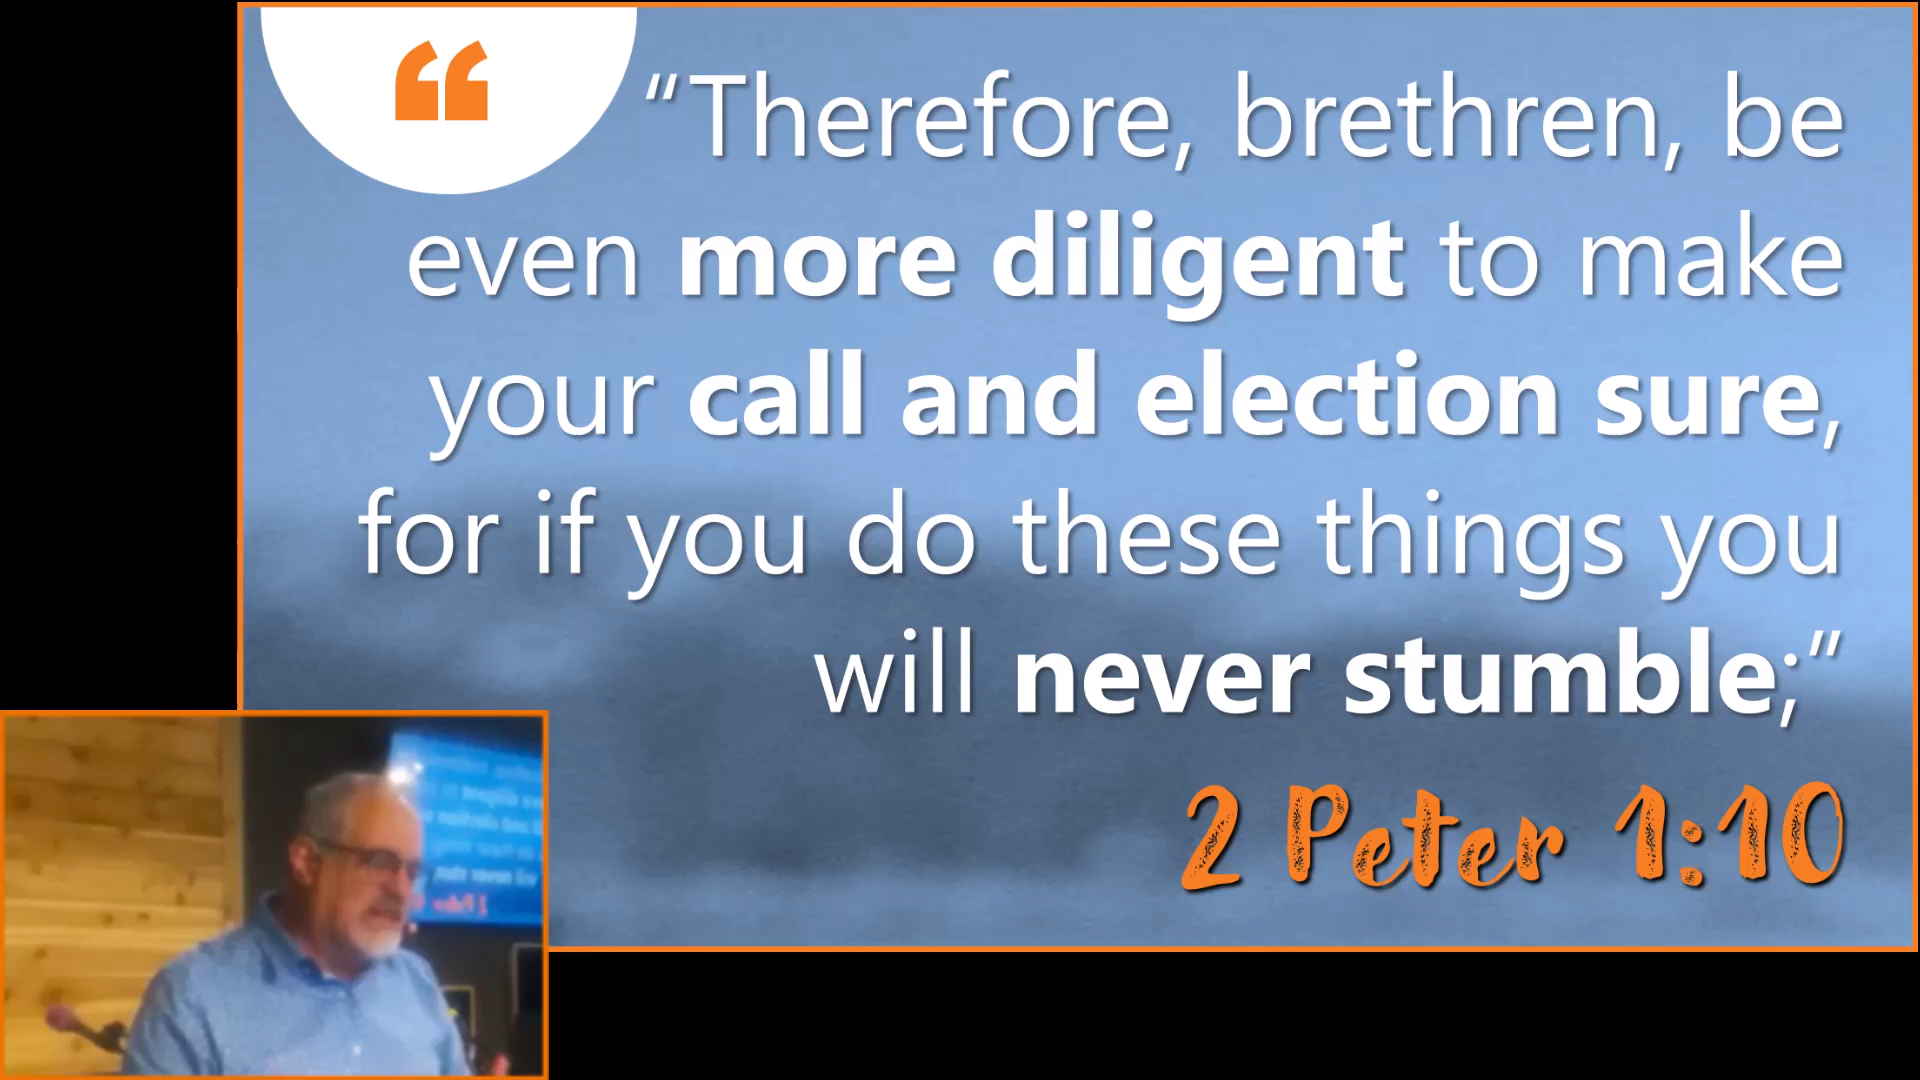 “Therefore, brethren, be
even more diligent to make
your call and election sure,
for if you do these things you
will never stumble;”
2 Peter 1:10